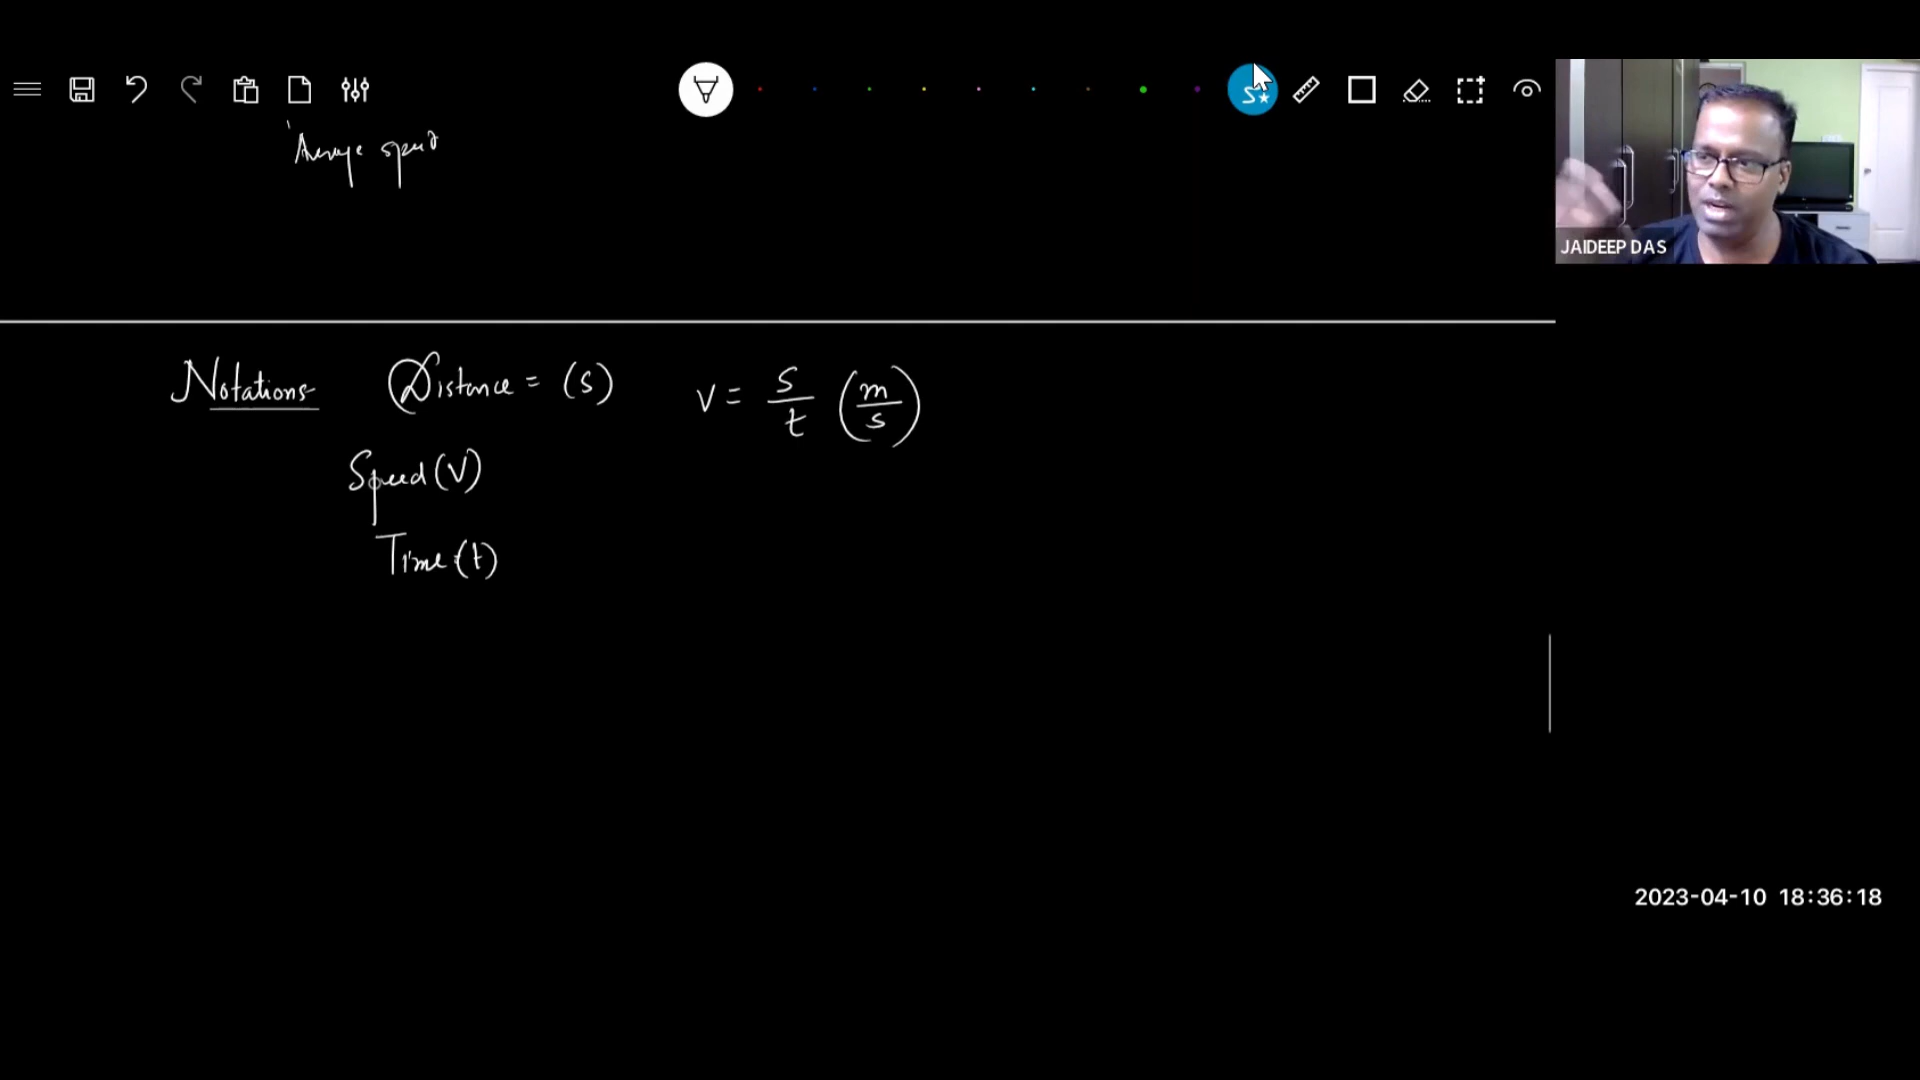 Average speed
JAIDEEP DAS
Notations Distance = (s) v = s/t (m/s)
Speed (v)
Time (t)
2023-04-10 18:36:18